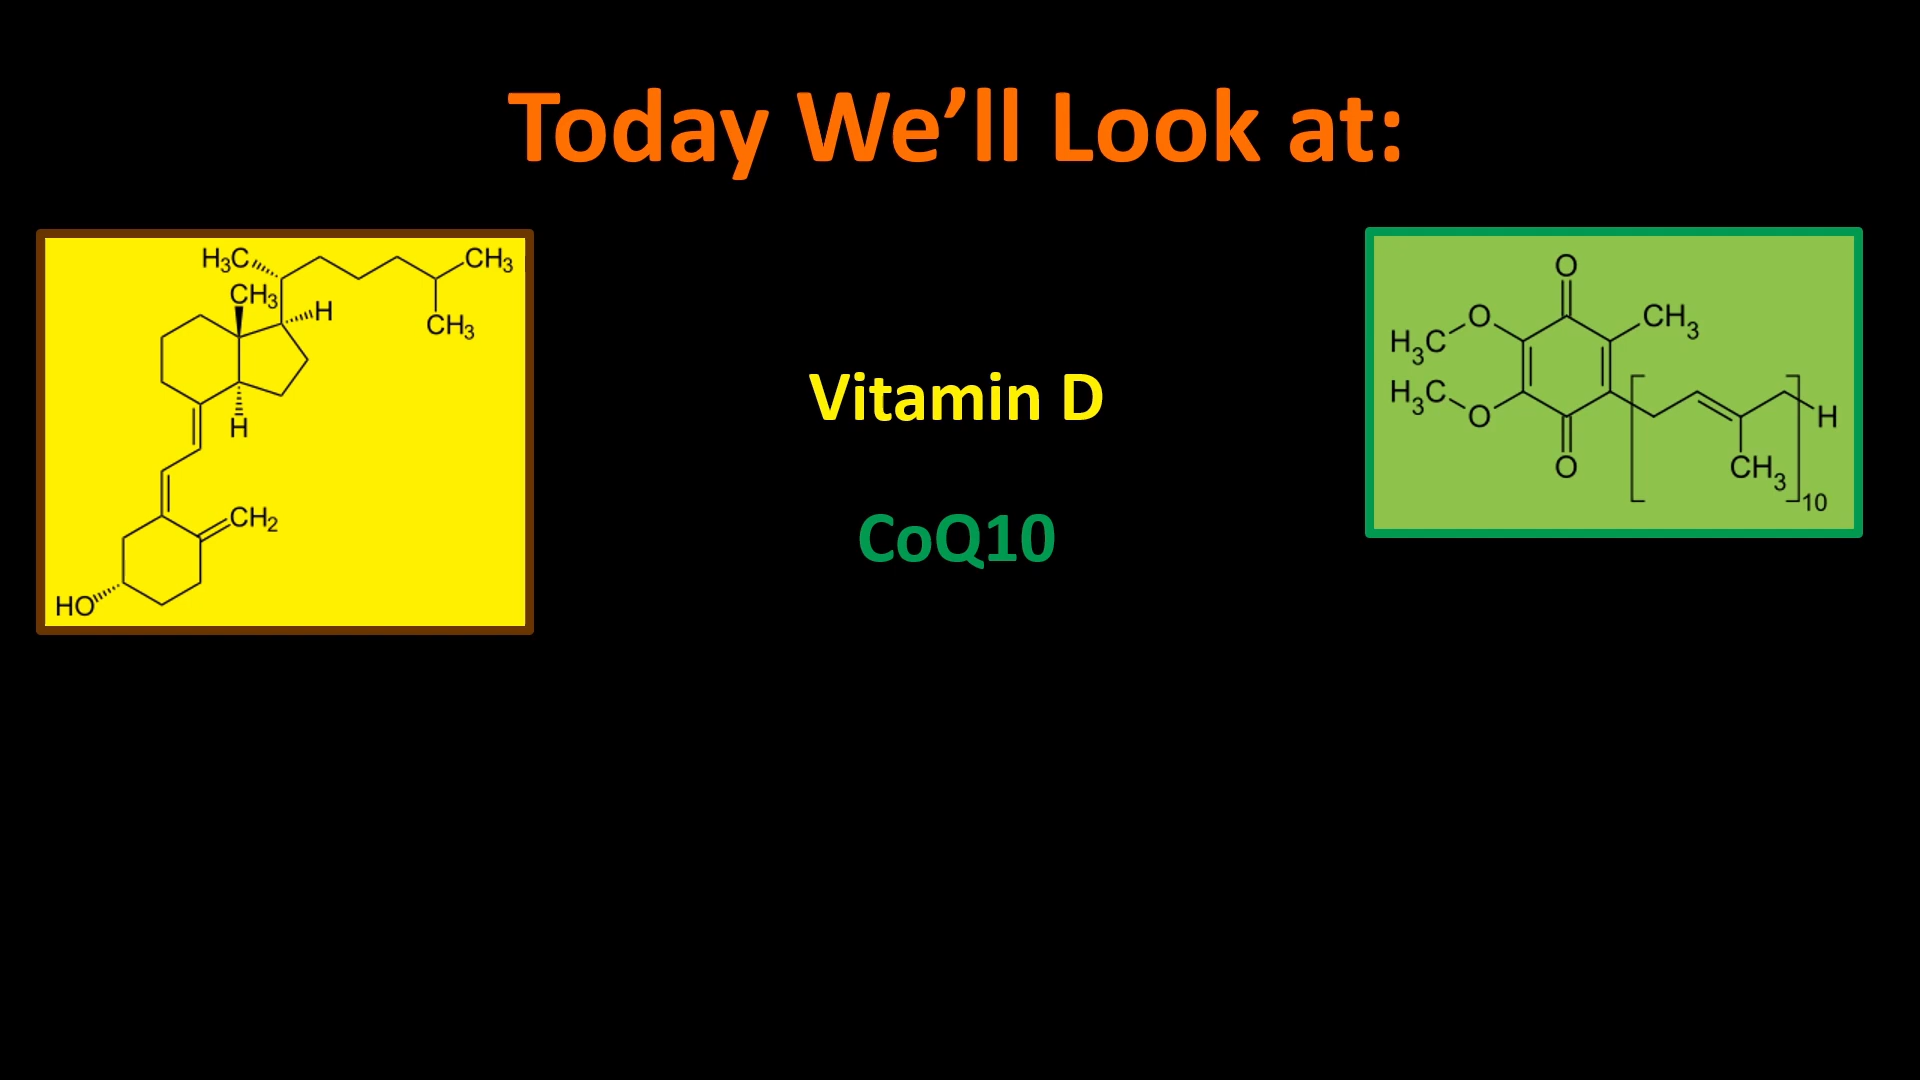 Today We’ll Look at:
H₃C
CH₃
CH₃
H
CH₃
H
CH₂
HO
Vitamin D
CoQ10
O
O
CH₃
H₃C
H₃C
O
H
O
CH₃
10